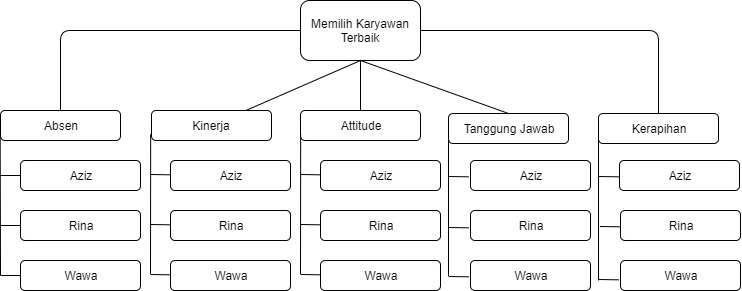 Memilih Karyawan
Terbaik
Absen
Kinerja
Attitude
Tanggung Jawab
Kerapihan
Aziz
Aziz
Aziz
Aziz
Aziz
Rina
Rina
Rina
Rina
Rina
Wawa
Wawa
Wawa
Wawa
Wawa